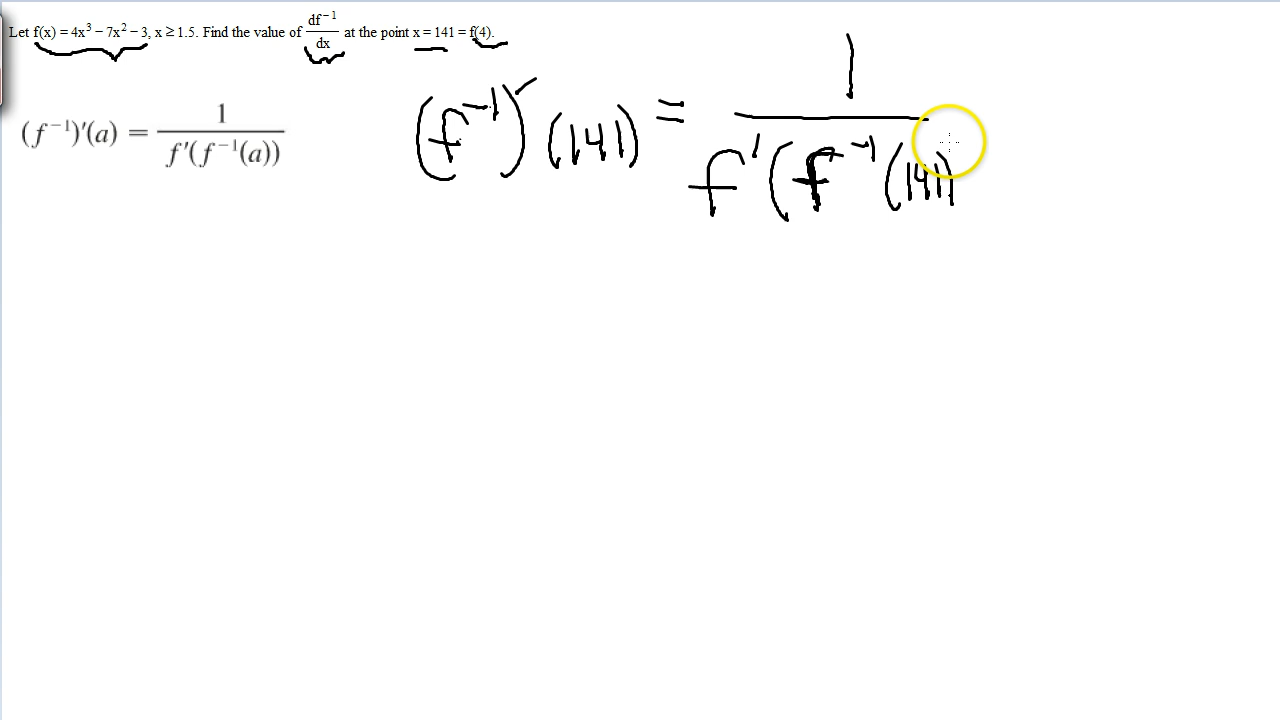 Let f(x) = 4x³ − 7x² − 3, x ≥ 1.5. Find the value of df⁻¹/dx at the point x = 141 = f(4).
(f⁻¹)'(a) = 1/f'(f⁻¹(a))
(f⁻¹)'(141) = 1/f'(f⁻¹(141)